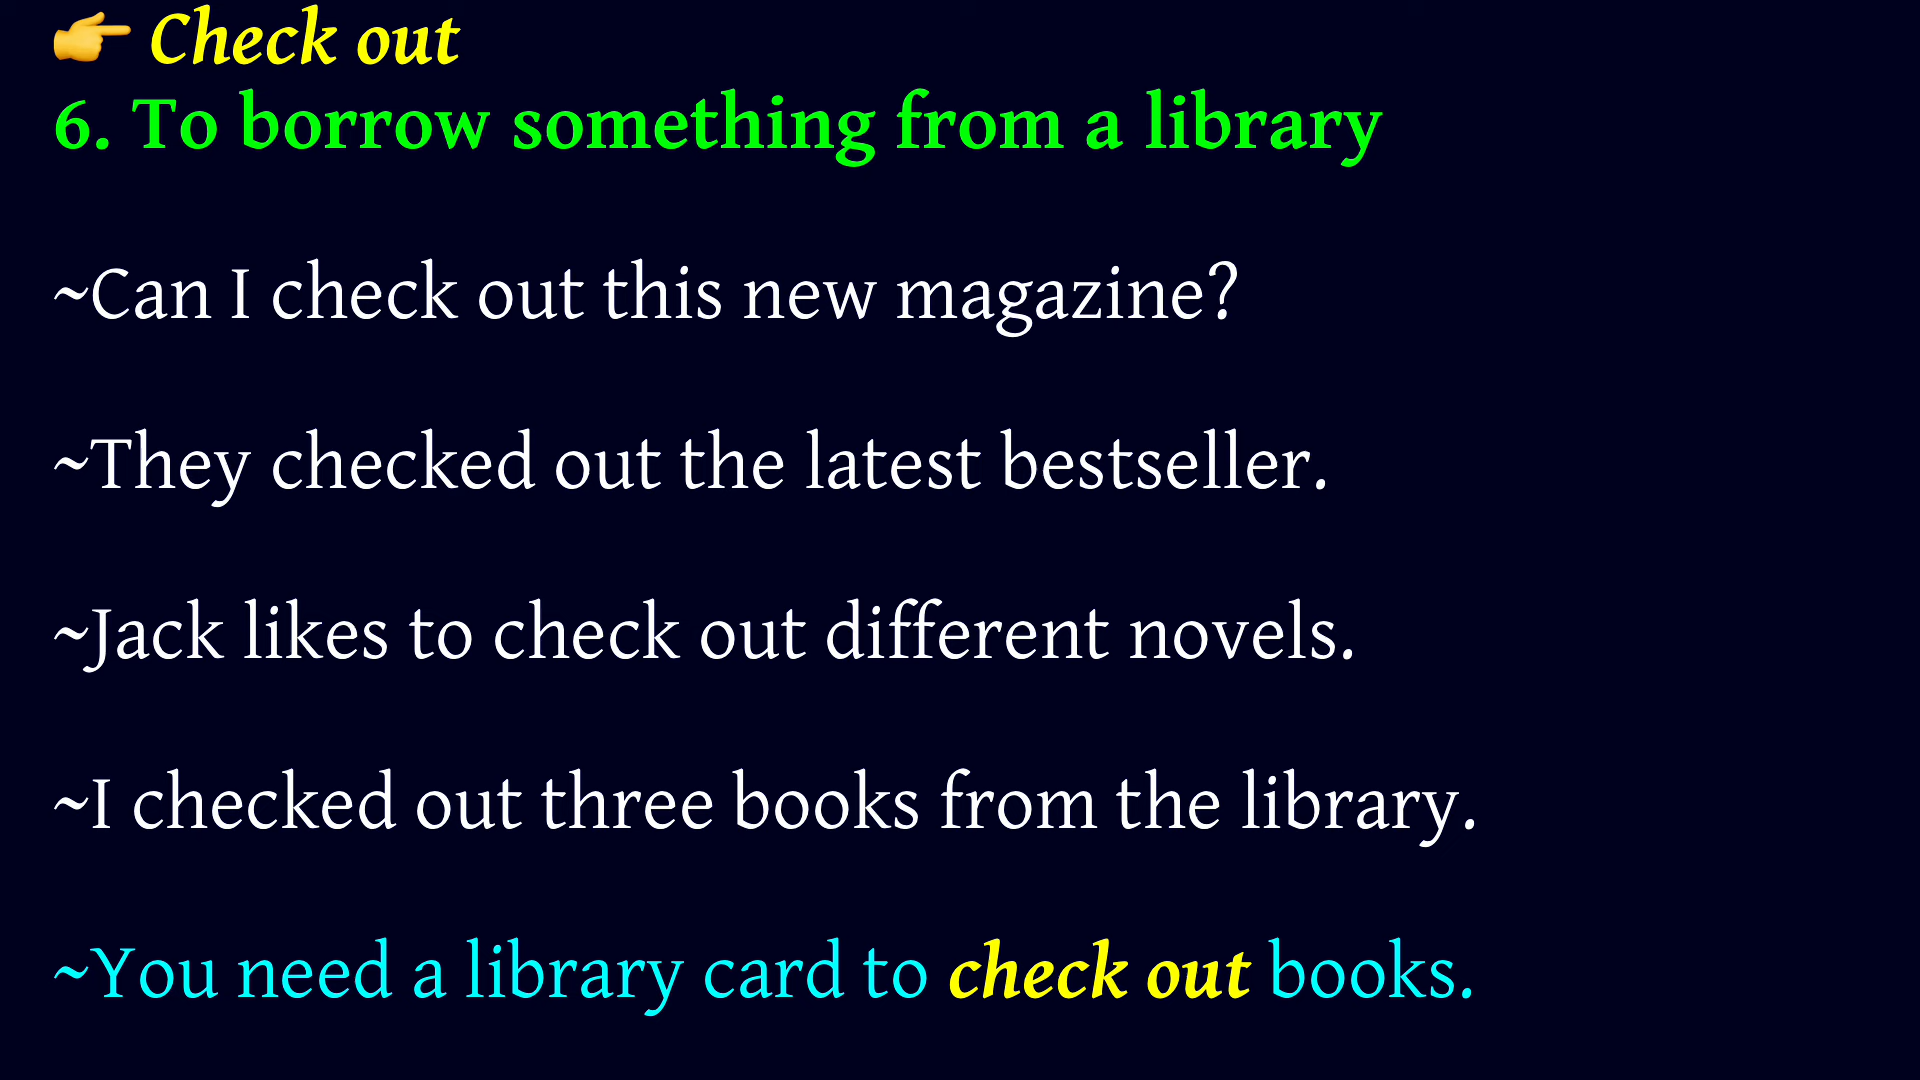 👉 Check out
6. To borrow something from a library
~Can I check out this new magazine?
~They checked out the latest bestseller.
~Jack likes to check out different novels.
~I checked out three books from the library.
~You need a library card to check out books.